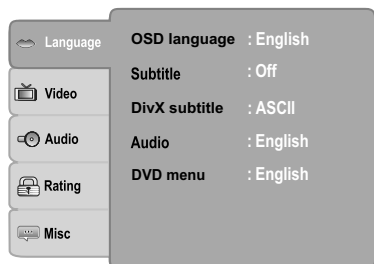 Language
Video
Audio
Rating
Misc
OSD language : English
Subtitle : Off
DivX subtitle : ASCII
Audio : English
DVD menu : English